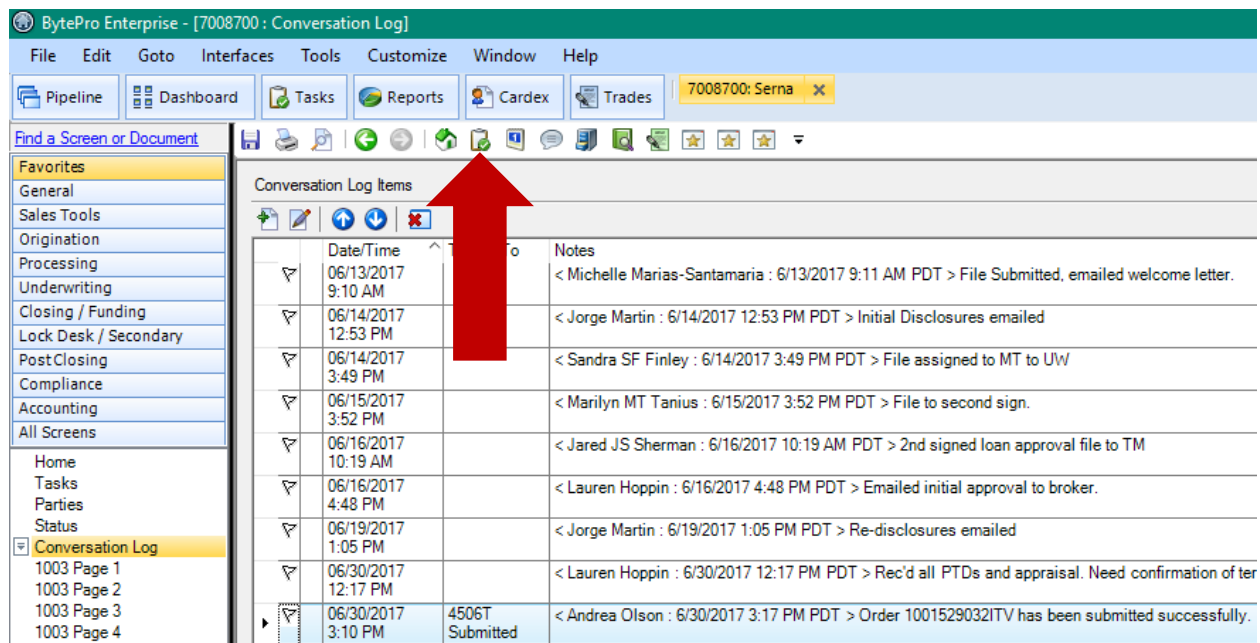 BytePro Enterprise - [7008700 : Conversation Log]
File Edit Goto Interfaces Tools Customize Window Help
Pipeline Dashboard Tasks Reports Cardex Trades 7008700: Serna
Find a Screen or Document
Favorites
General
Sales Tools
Origination
Processing
Underwriting
Closing / Funding
Lock Desk / Secondary
PostClosing
Compliance
Accounting
All Screens
Home
Tasks
Parties
Status
Conversation Log
1003 Page 1
1003 Page 2
1003 Page 3
1003 Page 4
Conversation Log Items
Date/Time Notes
06/13/2017 < Michelle Marias-Santamaria : 6/13/2017 9:11 AM PDT > File Submitted, emailed welcome letter.
9:10 AM
06/14/2017 < Jorge Martin : 6/14/2017 12:53 PM PDT > Initial Disclosures emailed
12:53 PM
06/14/2017 < Sandra SF Finley : 6/14/2017 3:49 PM PDT > File assigned to MT to UW
3:49 PM
06/15/2017 < Marilyn MT Tanius : 6/15/2017 3:52 PM PDT > File to second sign.
3:52 PM
06/16/2017 < Jared JS Sherman : 6/16/2017 10:19 AM PDT > 2nd signed loan approval file to TM
10:19 AM
06/16/2017 < Lauren Hoppin : 6/16/2017 4:48 PM PDT > Emailed initial approval to broker.
4:48 PM
06/19/2017 < Jorge Martin : 6/19/2017 1:05 PM PDT > Re-disclosures emailed
1:05 PM
06/30/2017 < Lauren Hoppin : 6/30/2017 12:17 PM PDT > Rec'd all PTDs and appraisal. Need confirmation of
12:17 PM
06/30/2017 4506T < Andrea Olson : 6/30/2017 3:17 PM PDT > Order 1001529032ITV has been submitted successfully.
3:10 PM Submitted